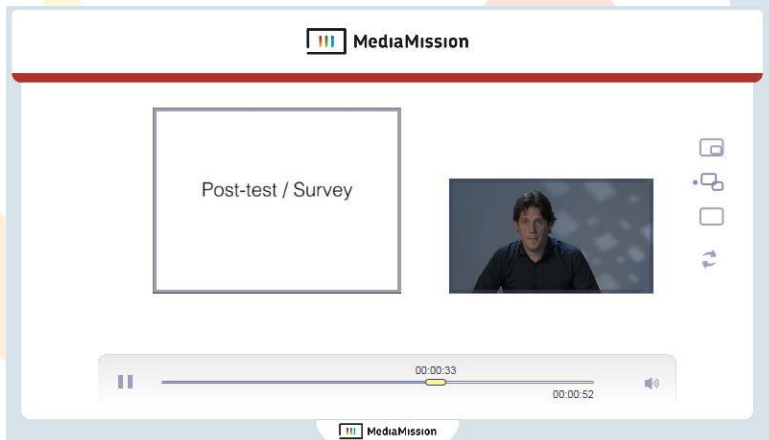 MediaMission
Post-test / Survey
00:00:33
00:00:52
MediaMission